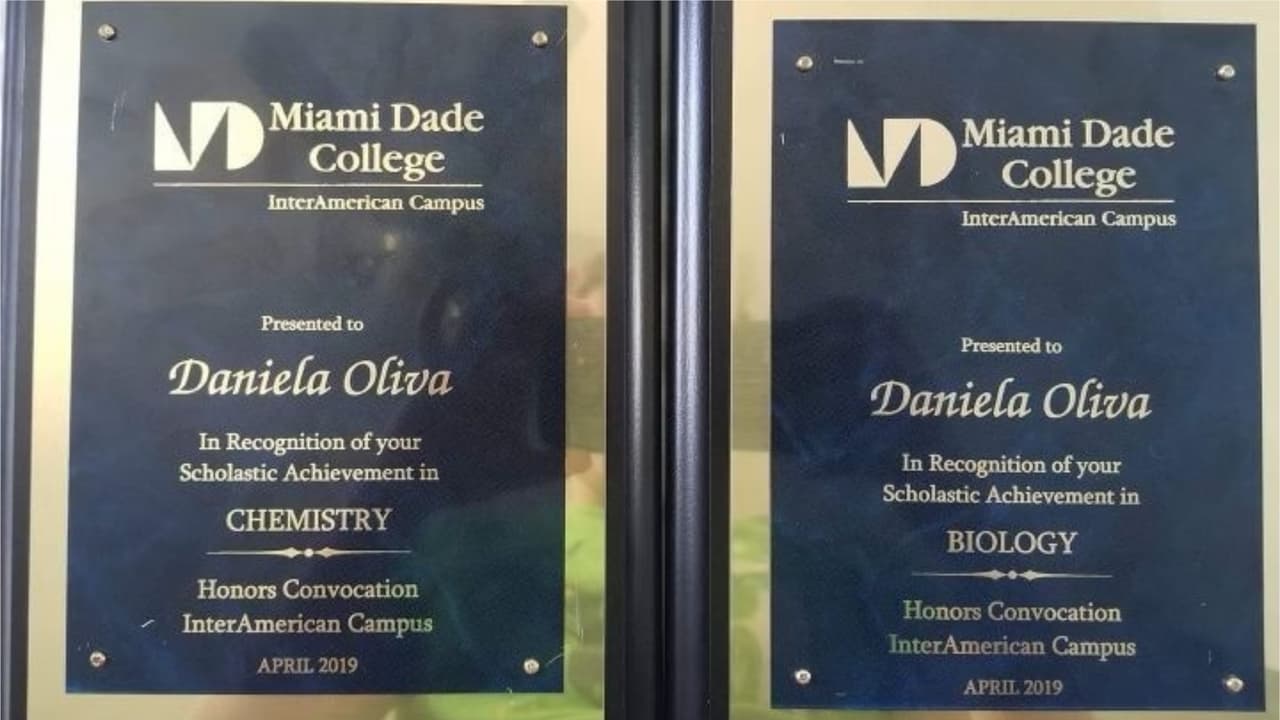 Miami Dade
College
InterAmerican Campus
Presented to
Daniela Oliva
In Recognition of your
Scholastic Achievement in
CHEMISTRY
Honors Convocation
InterAmerican Campus
APRIL 2019
Miami Dade
College
InterAmerican Campus
Presented to
Daniela Oliva
In Recognition of your
Scholastic Achievement in
BIOLOGY
Honors Convocation
InterAmerican Campus
APRIL 2019